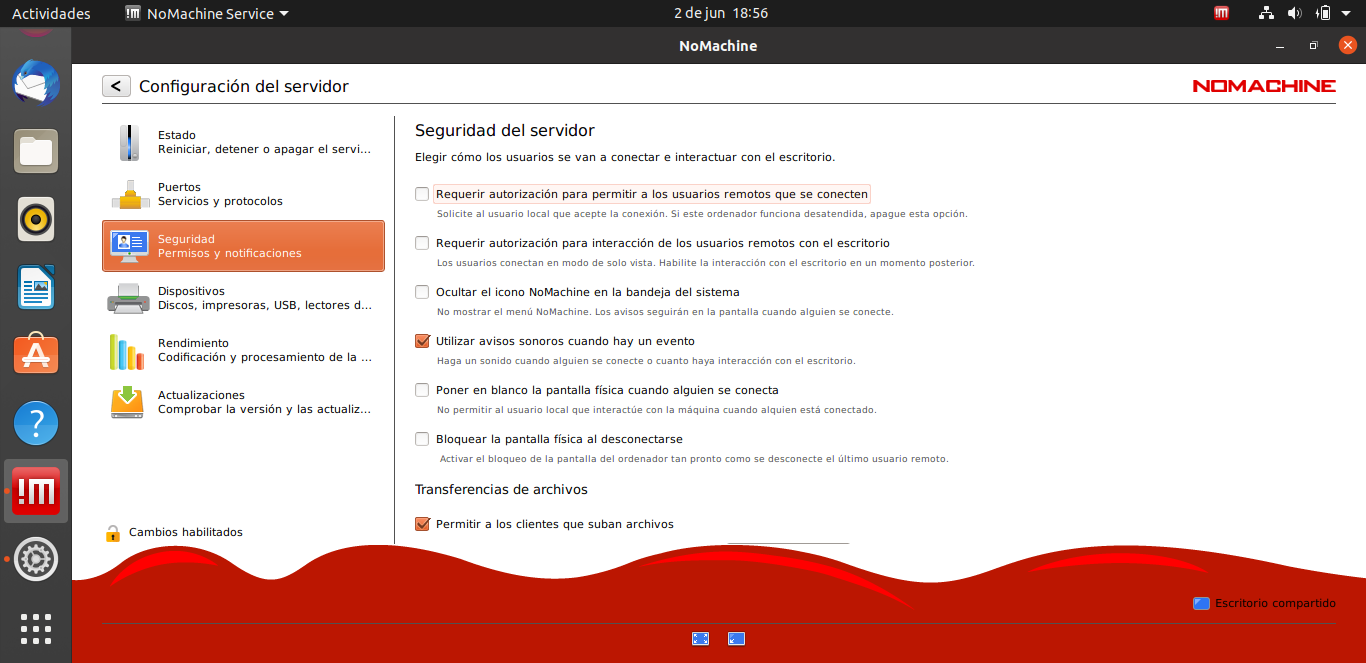 Actividades
NoMachine Service
2 de jun 18:56
NoMachine
<
Configuración del servidor
NOMACHINE
Estado
Reiniciar, detener o apagar el servi...
Puertos
Servicios y protocolos
Seguridad
Permisos y notificaciones
Dispositivos
Discos, impresoras, USB, lectores d...
Rendimiento
Codificación y procesamiento de la ...
Actualizaciones
Comprobar la versión y las actualiz...
Cambios habilitados
Seguridad del servidor
Elegir cómo los usuarios se van a conectar e interactuar con el escritorio.
Requerir autorización para permitir a los usuarios remotos que se conecten
Solicite al usuario local que acepte la conexión. Si este ordenador funciona desatendida, apague esta opción.
Requerir autorización para interacción de los usuarios remotos con el escritorio
Los usuarios conectan en modo de solo vista. Habilite la interacción con el escritorio en un momento posterior.
Ocultar el icono NoMachine en la bandeja del sistema
No mostrar el menú NoMachine. Los avisos seguirán en la pantalla cuando alguien se conecte.
Utilizar avisos sonoros cuando hay un evento
Haga un sonido cuando alguien se conecte o cuanto haya interacción con el escritorio.
Poner en blanco la pantalla física cuando alguien se conecta
No permitir al usuario local que interactúe con la máquina cuando alguien está conectado.
Bloquear la pantalla física al desconectarse
Activar el bloqueo de la pantalla del ordenador tan pronto como se desconecte el último usuario remoto.
Transferencias de archivos
Permitir a los clientes que suban archivos
Escritorio compartido